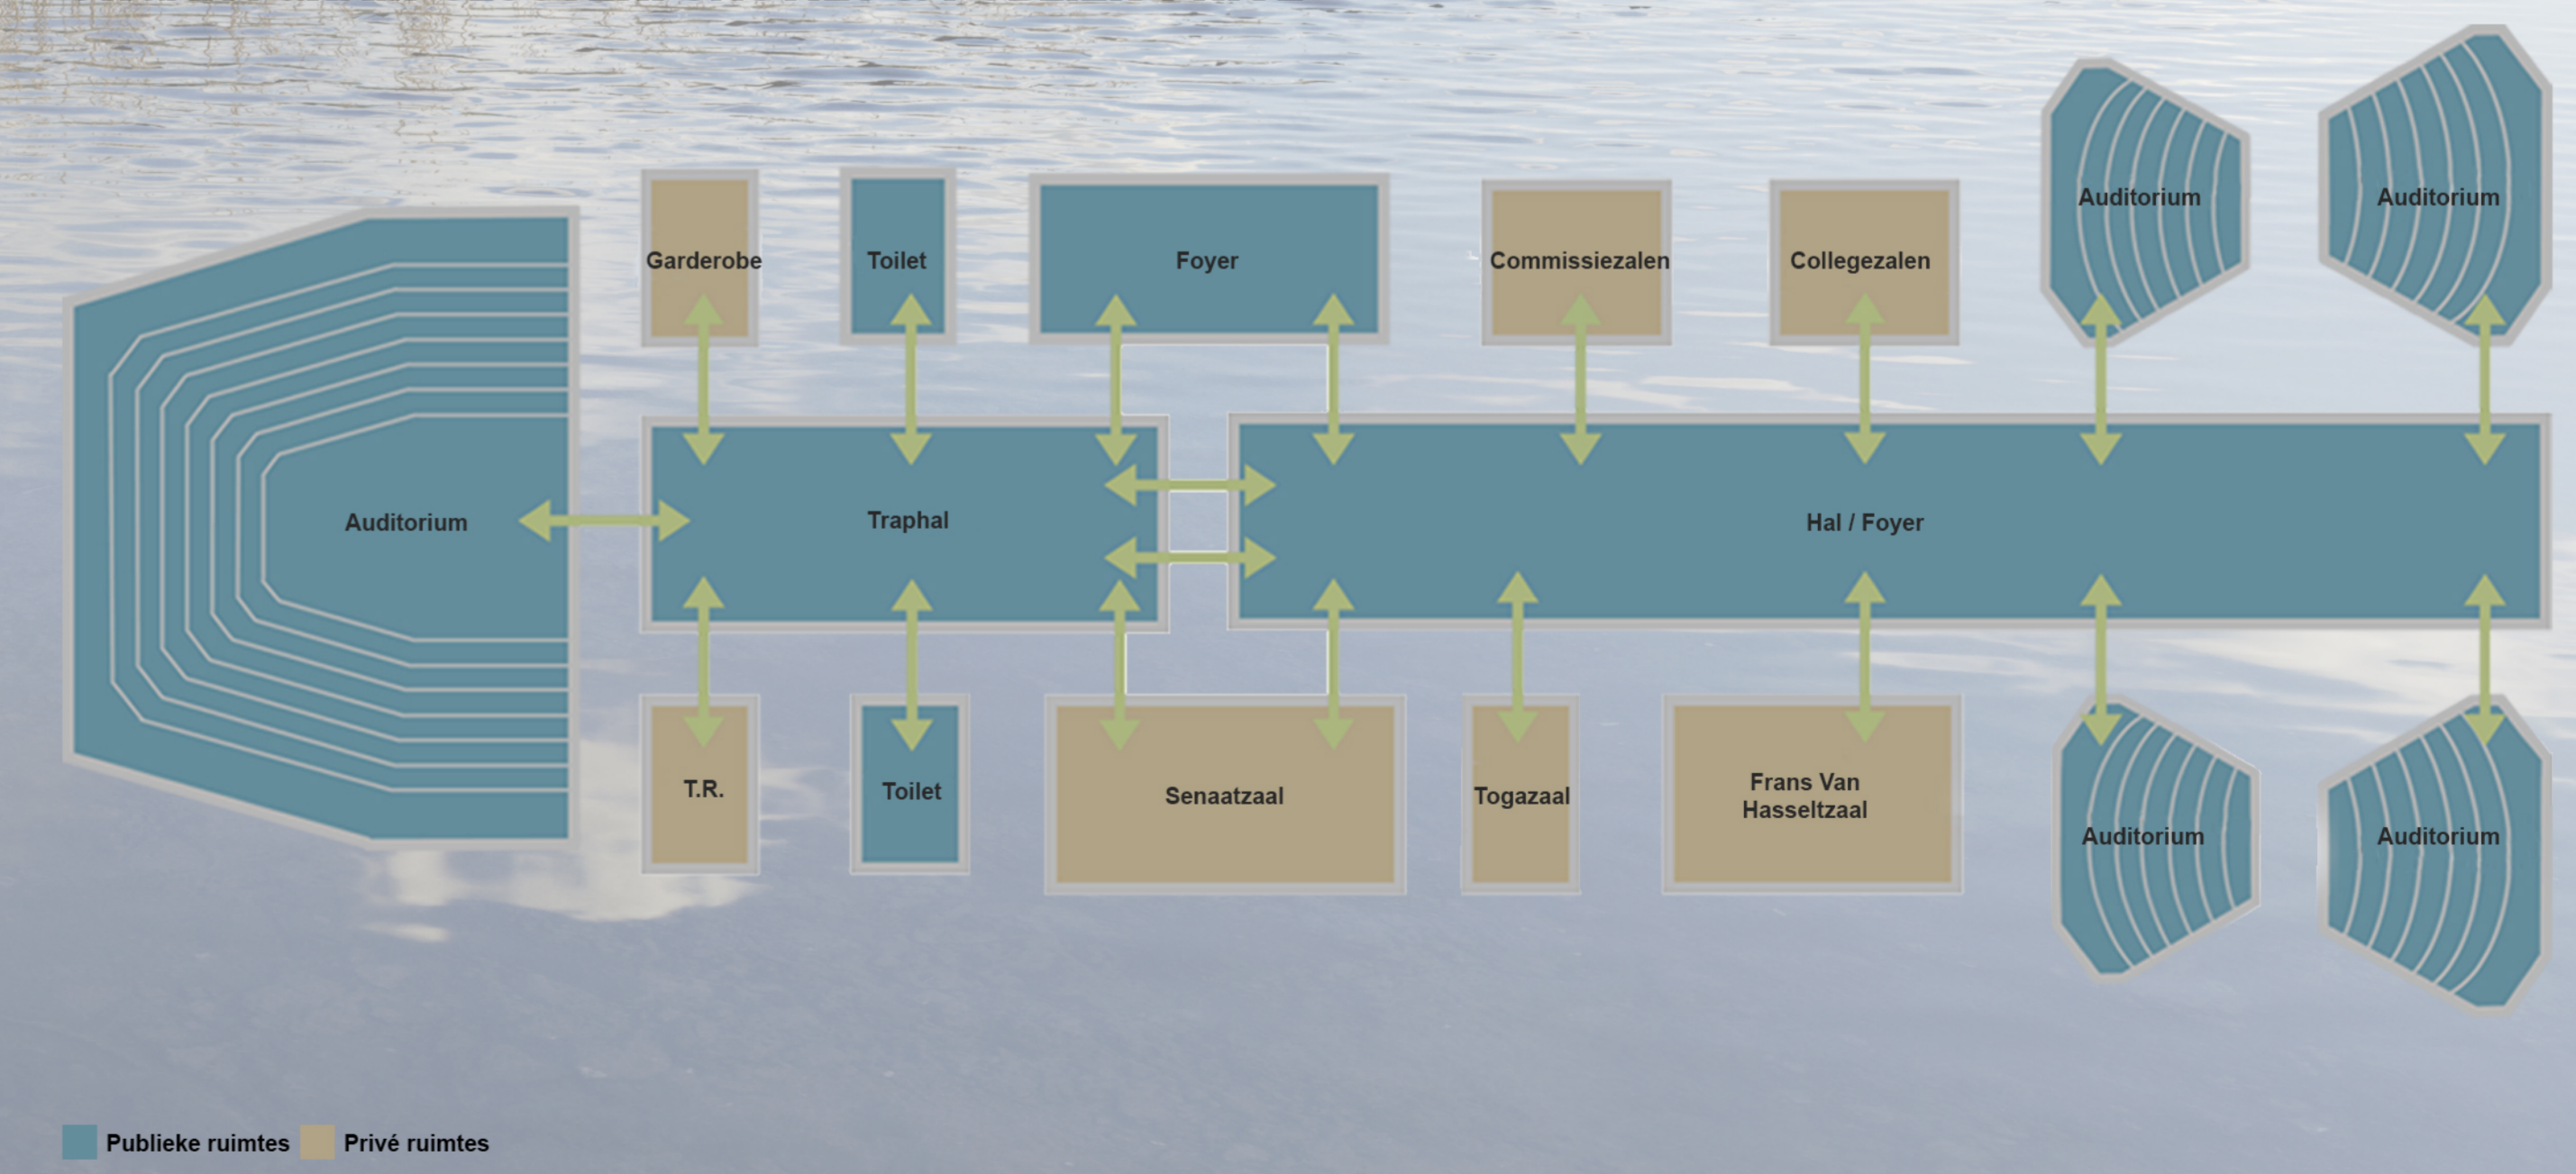 Auditorium
Auditorium
Garderobe
Toilet
Foyer
Commissiezalen
Collegezalen
Auditorium
Traphal
Hal / Foyer
T.R.
Toilet
Senaatzaal
Togazaal
Frans Van
Hasseltzaal
Auditorium
Auditorium
Publieke ruimtes
Privé ruimtes